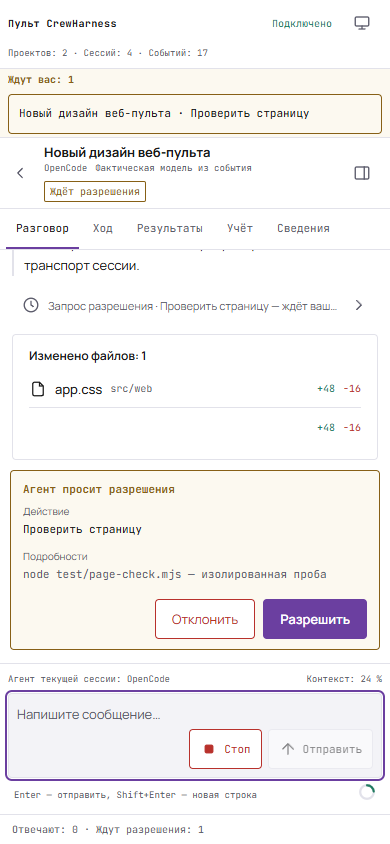 Пульт CrewHarness
Подключено
Проектов: 2 · Сессий: 4 · Событий: 17
Ждут вас: 1
Новый дизайн веб-пульта · Проверить страницу
Новый дизайн веб-пульта
OpenCode Фактическая модель из события
Ждёт разрешения
Разговор Ход Результаты Учёт Сведения
транспорт сессии.
Запрос разрешения · Проверить страницу — ждёт ваш...
Изменено файлов: 1
app.css src/web +48 -16
+48 -16
Агент просит разрешения
Действие
Проверить страницу
Подробности
node test/page-check.mjs — изолированная проба
Отклонить Разрешить
Агент текущей сессии: OpenCode Контекст: 24 %
Напишите сообщение...
Стоп Отправить
Enter — отправить, Shift+Enter — новая строка
Отвечают: 0 · Ждут разрешения: 1